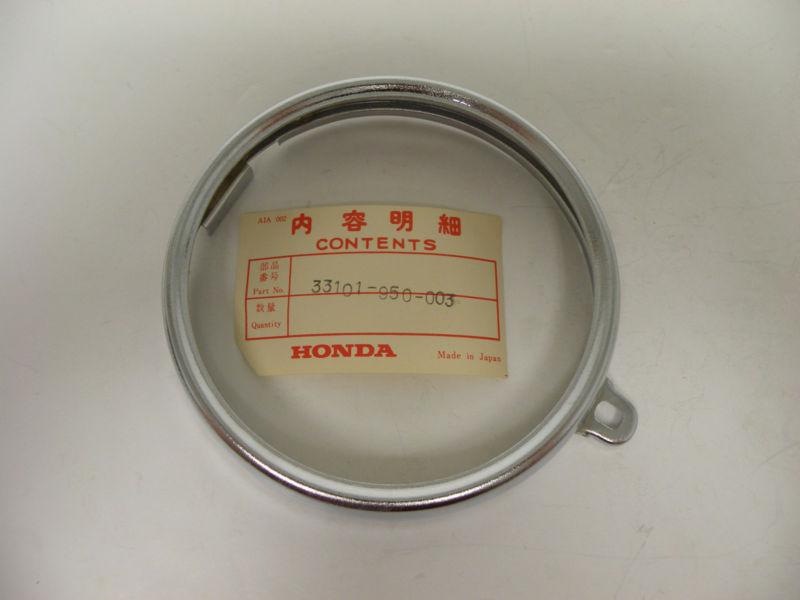 AIA 002 内容明細
CONTENTS
部品
番号
Part No. 33101-950-003
数量
Quantity
HONDA Made in Japan